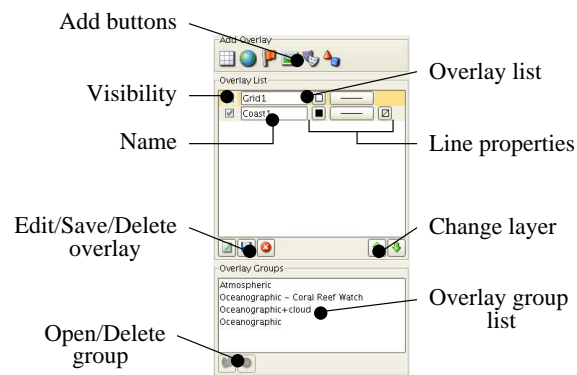 Add buttons
Add Overlay
Overlay List
Overlay list
Visibility
Grid1
Coast1
Name
Line properties
Edit/Save/Delete
overlay
Change layer
Overlay Groups
Atmospheric
Oceanographic - Coral Reef Watch
Oceanographic+cloud
Oceanographic
Overlay group
list
Open/Delete
group